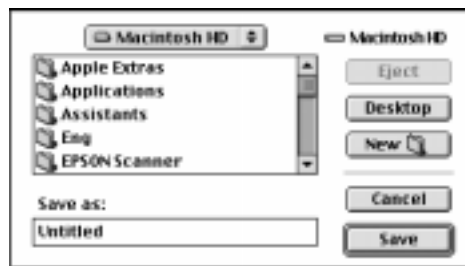 Macintosh HD
Macintosh HD
Apple Extras
Applications
Assistants
Eng
EPSON Scanner
Eject
Desktop
New
Save as:
Untitled
Cancel
Save